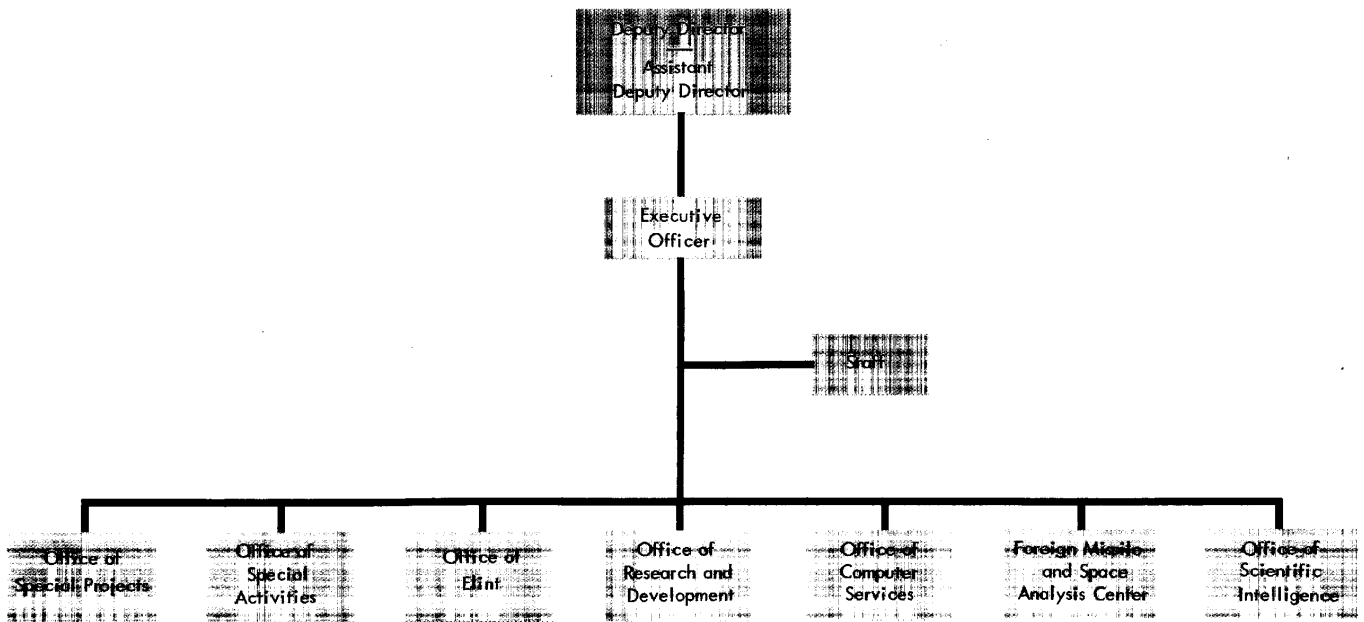 Deputy Director
Assistant
Deputy Director
Executive
Officer
Staff
Office of
Special Projects
Office of
Special
Activities
Office of
Elint
Office of
Research and
Development
Office of
Computer
Services
Foreign Missile
and Space
Analysis Center
Office of
Scientific
Intelligence